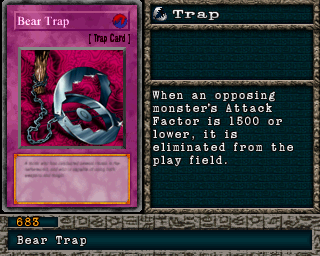 Bear Trap
[ Trap Card ]
Trap
When an opposing
monster's Attack
Factor is 1500 or
lower, it is
eliminated from the
play field.
683
Bear Trap